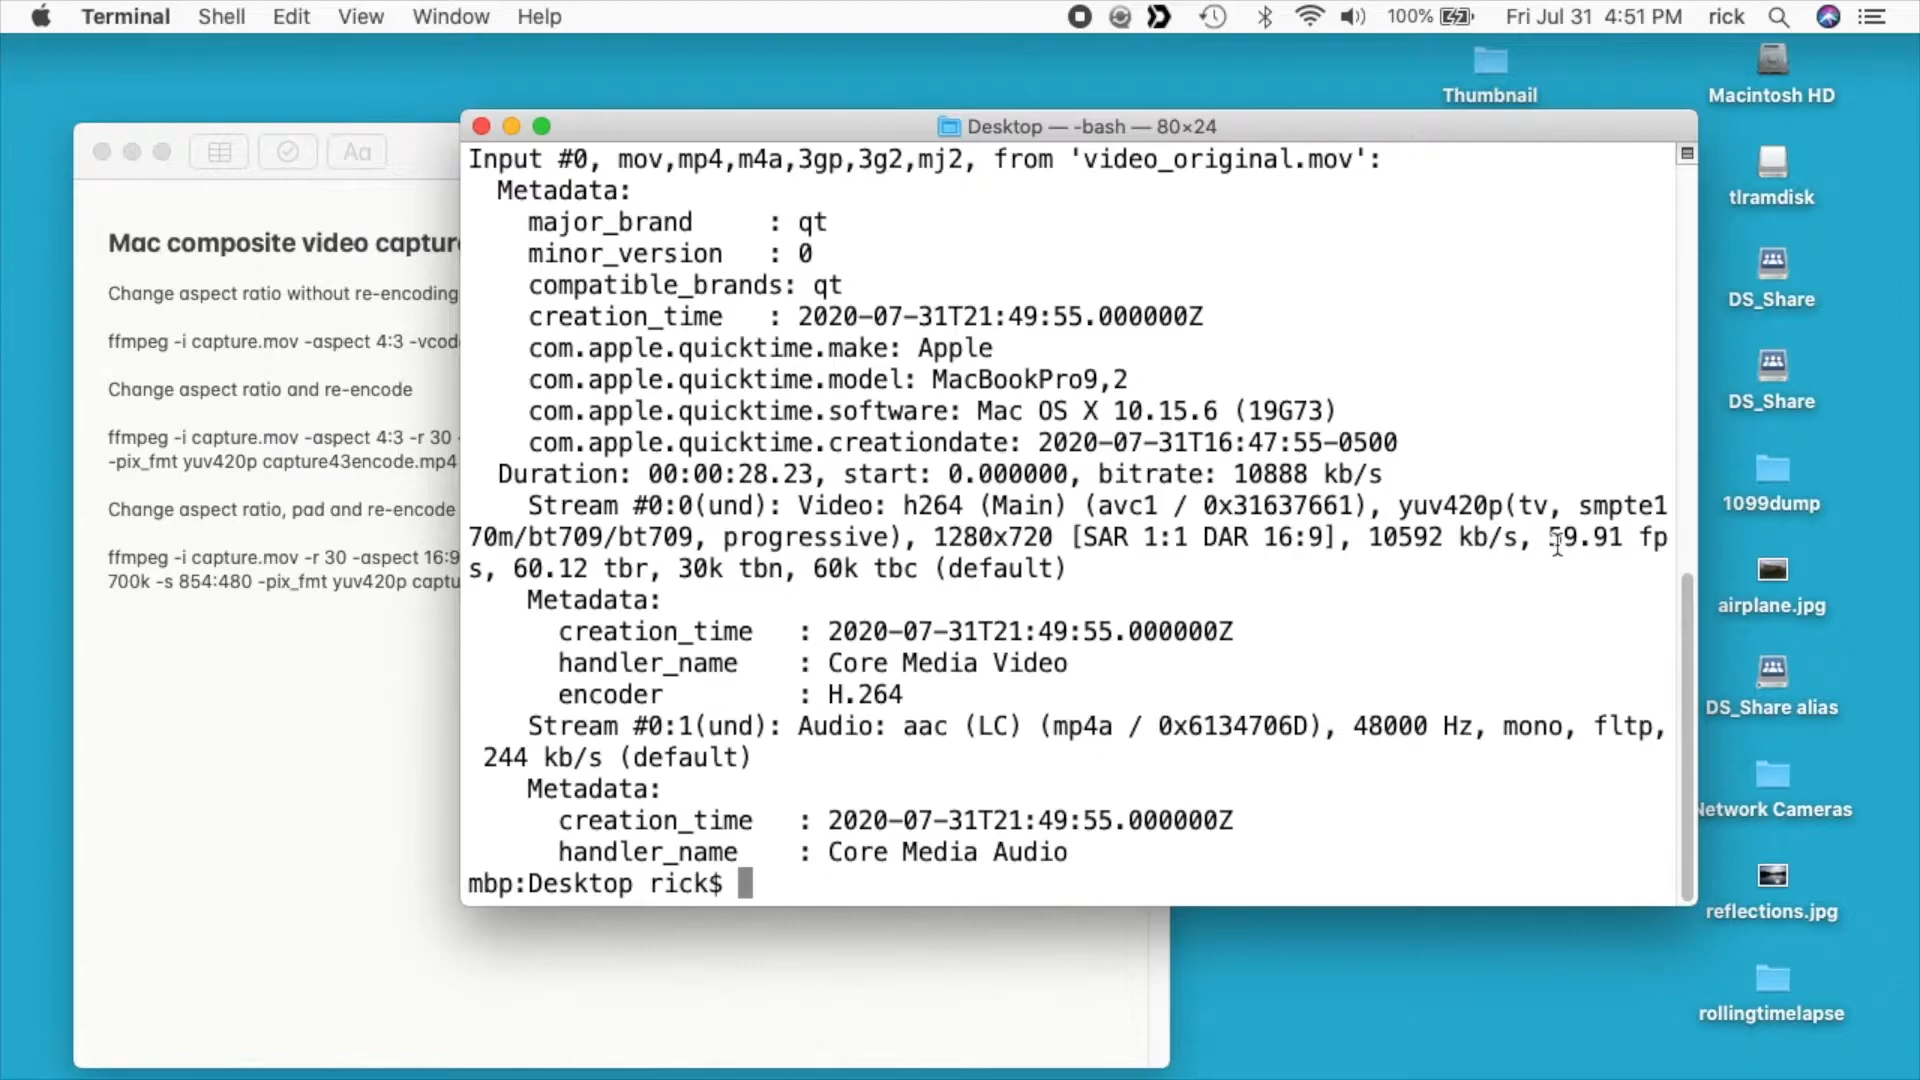 Terminal Shell Edit View Window Help 100% Fri Jul 31 4:51 PM rick
Thumbnail
Macintosh HD
tlramdisk
DS_Share
DS_Share
1099dump
airplane.jpg
DS_Share alias
Network Cameras
reflections.jpg
rollingtimelapse
Aa
Mac composite video capture
Change aspect ratio without re-encoding
ffmpeg -i capture.mov -aspect 4:3 -vcod
Change aspect ratio and re-encode
ffmpeg -i capture.mov -aspect 4:3 -r 30 -
-pix_fmt yuv420p capture43encode.mp4
Change aspect ratio, pad and re-encode
ffmpeg -i capture.mov -r 30 -aspect 16:9
700k -s 854:480 -pix_fmt yuv420p captu
Desktop — -bash — 80×24
Input #0, mov,mp4,m4a,3gp,3g2,mj2, from 'video_original.mov':
Metadata:
major_brand : qt
minor_version : 0
compatible_brands: qt
creation_time : 2020-07-31T21:49:55.000000Z
com.apple.quicktime.make: Apple
com.apple.quicktime.model: MacBookPro9,2
com.apple.quicktime.software: Mac OS X 10.15.6 (19G73)
com.apple.quicktime.creationdate: 2020-07-31T16:47:55-0500
Duration: 00:00:28.23, start: 0.000000, bitrate: 10888 kb/s
Stream #0:0(und): Video: h264 (Main) (avc1 / 0x31637661), yuv420p(tv, smpte1
70m/bt709/bt709, progressive), 1280x720 [SAR 1:1 DAR 16:9], 10592 kb/s, 59.91 fp
s, 60.12 tbr, 30k tbn, 60k tbc (default)
Metadata:
creation_time : 2020-07-31T21:49:55.000000Z
handler_name : Core Media Video
encoder : H.264
Stream #0:1(und): Audio: aac (LC) (mp4a / 0x6134706D), 48000 Hz, mono, fltp,
244 kb/s (default)
Metadata:
creation_time : 2020-07-31T21:49:55.000000Z
handler_name : Core Media Audio
mbp:Desktop rick$